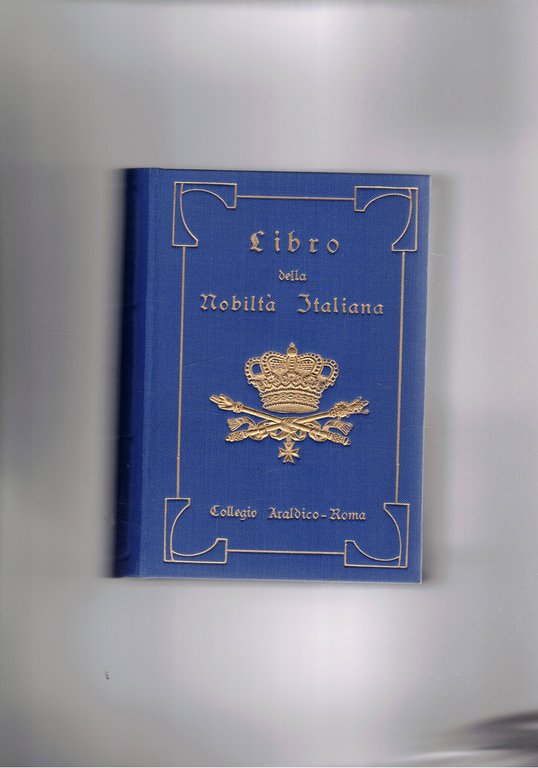 Libro
della
Nobiltà Italiana
Collegio Araldico-Roma